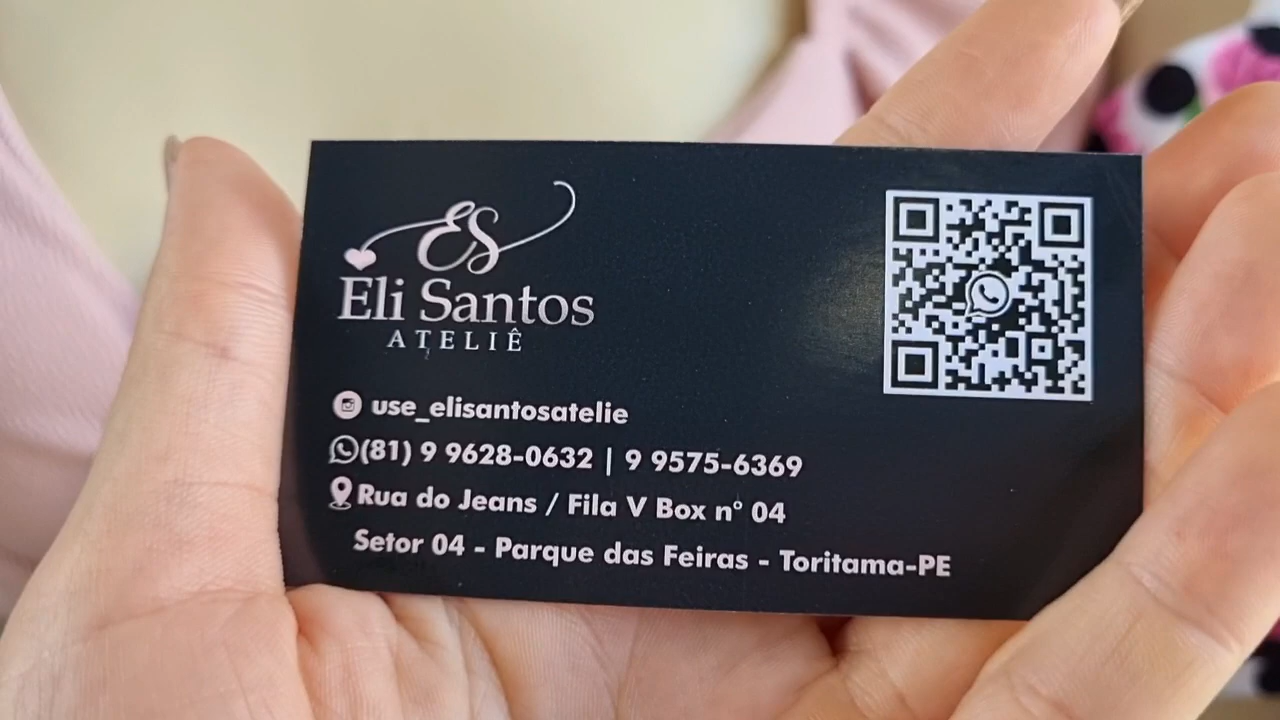 ES
Eli Santos
ATELIÊ
use_elisantosatelie
(81) 9 9628-0632 | 9 9575-6369
Rua do Jeans / Fila V Box n° 04
Setor 04 - Parque das Feiras - Toritama-PE